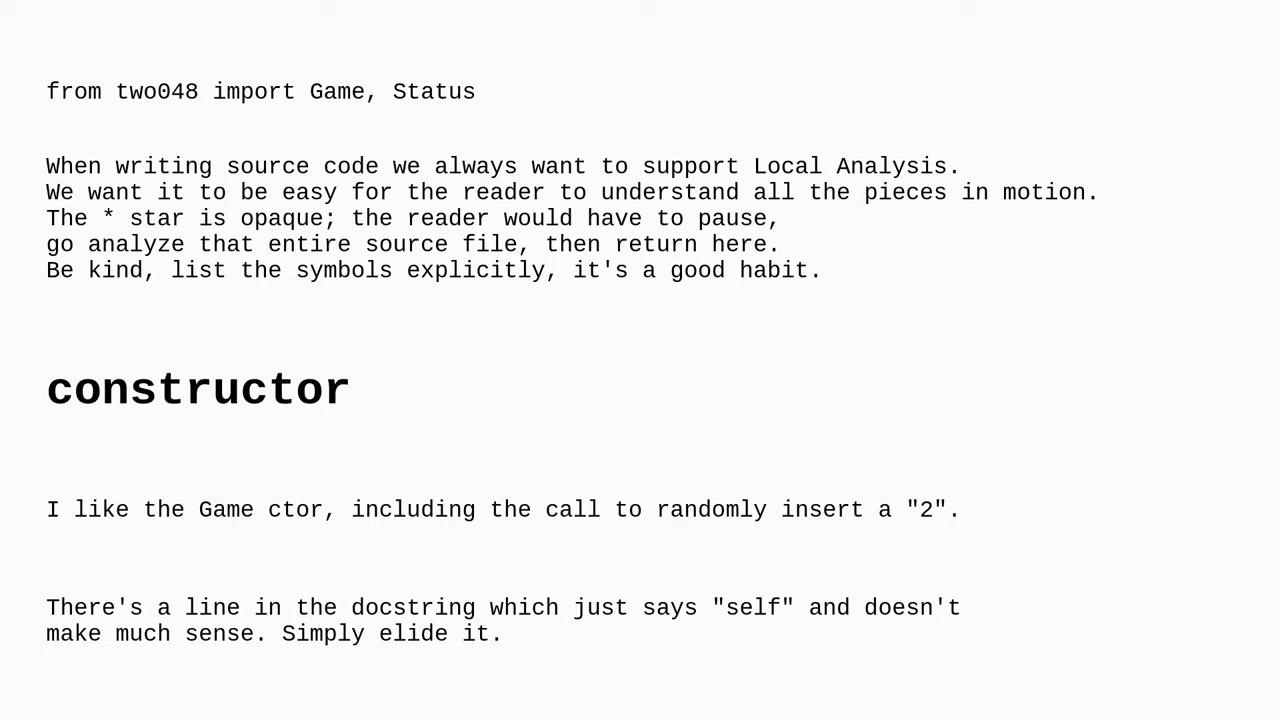 from two048 import Game, Status
When writing source code we always want to support Local Analysis.
We want it to be easy for the reader to understand all the pieces in motion.
The * star is opaque; the reader would have to pause,
go analyze that entire source file, then return here.
Be kind, list the symbols explicitly, it's a good habit.
constructor
I like the Game ctor, including the call to randomly insert a "2".
There's a line in the docstring which just says "self" and doesn't
make much sense. Simply elide it.